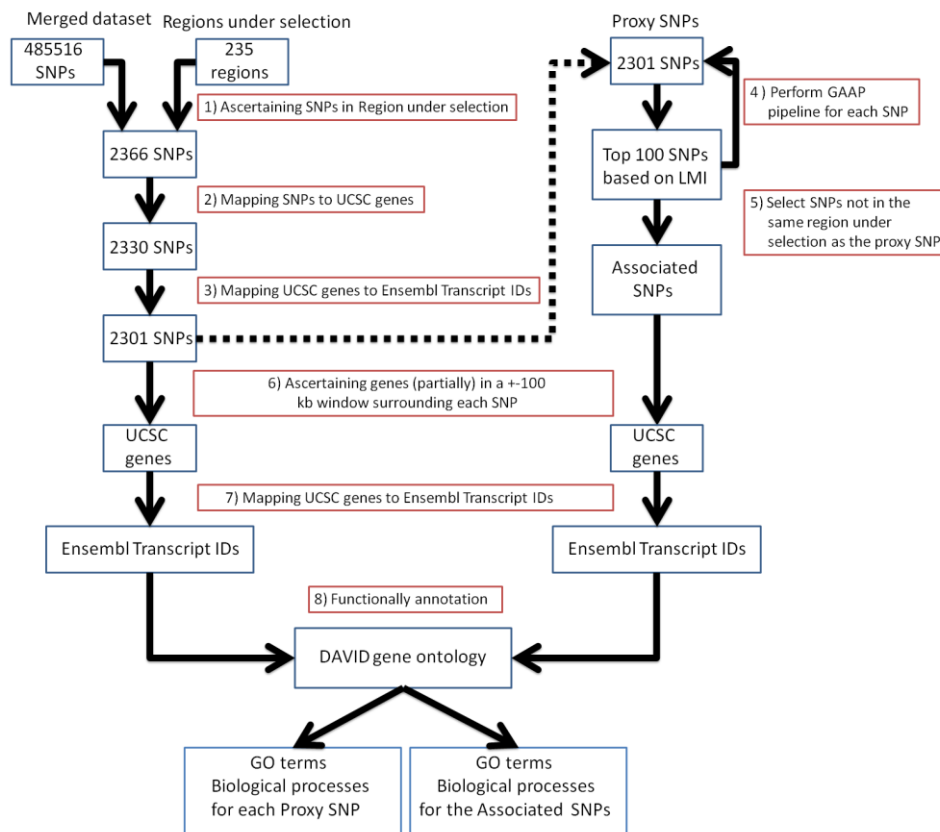 Merged dataset
Regions under selection
485516
SNPs
235
regions
1) Ascertaining SNPs in Region under selection
2366 SNPs
2) Mapping SNPs to UCSC genes
2330 SNPs
3) Mapping UCSC genes to Ensembl Transcript IDs
2301 SNPs
Proxy SNPs
2301 SNPs
4 ) Perform GAAP
pipeline for each SNP
Top 100 SNPs
based on LMI
5) Select SNPs not in the
same region under
selection as the proxy SNP
Associated
SNPs
6) Ascertaining genes (partially) in a +-100
kb window surrounding each SNP
UCSC
genes
UCSC
genes
7) Mapping UCSC genes to Ensembl Transcript IDs
Ensembl Transcript IDs
Ensembl Transcript IDs
8) Functionally annotation
DAVID gene ontology
GO terms
Biological processes
for each Proxy SNP
GO terms
Biological processes
for the Associated SNPs